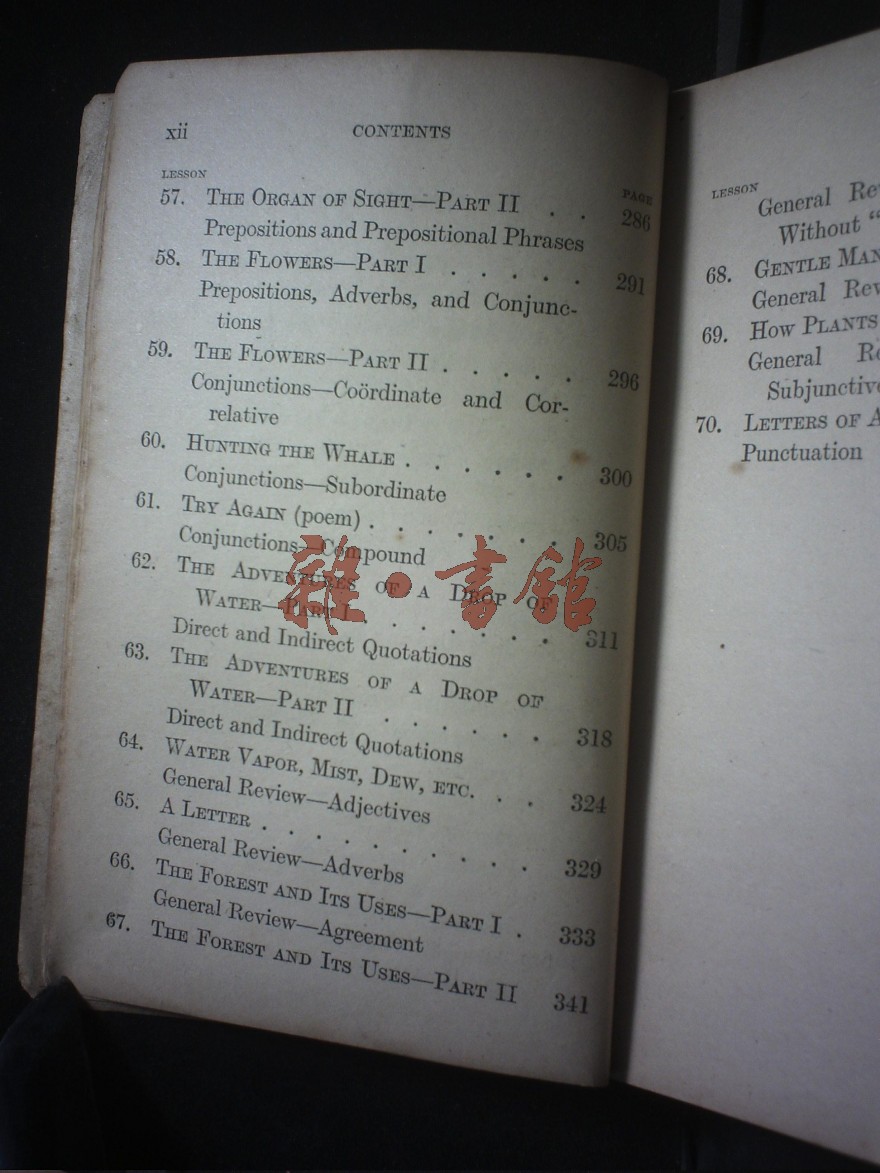 xii CONTENTS
LESSON PAGE
57. THE ORGAN OF SIGHT—PART II . . 286
Prepositions and Prepositional Phrases
58. THE FLOWERS—PART I . . . . . 291
Prepositions, Adverbs, and Conjunc-
tions
59. THE FLOWERS—PART II . . . . . 296
Conjunctions—Coördinate and Cor-
relative
60. HUNTING THE WHALE . . . . . . 300
Conjunctions—Subordinate
61. TRY AGAIN (poem) . . . . . . . 305
Conjunctions—Compound
62. THE ADVENTURES OF A DROP OF
WATER—PART I . . . . . . . 311
Direct and Indirect Quotations
63. THE ADVENTURES OF A DROP OF
WATER—PART II . . . . . . 318
Direct and Indirect Quotations
64. WATER VAPOR, MIST, DEW, ETC. . . 324
General Review—Adjectives
65. A LETTER . . . . . . . . . 329
General Review—Adverbs
66. THE FOREST AND ITS USES—PART I . 333
General Review—Agreement
67. THE FOREST AND ITS USES—PART II 341
雜·書館
LESSON
General
Without “
68. GENTLE
General
69. HOW PLANTS
General
70. LETTERS OF
Punctuation